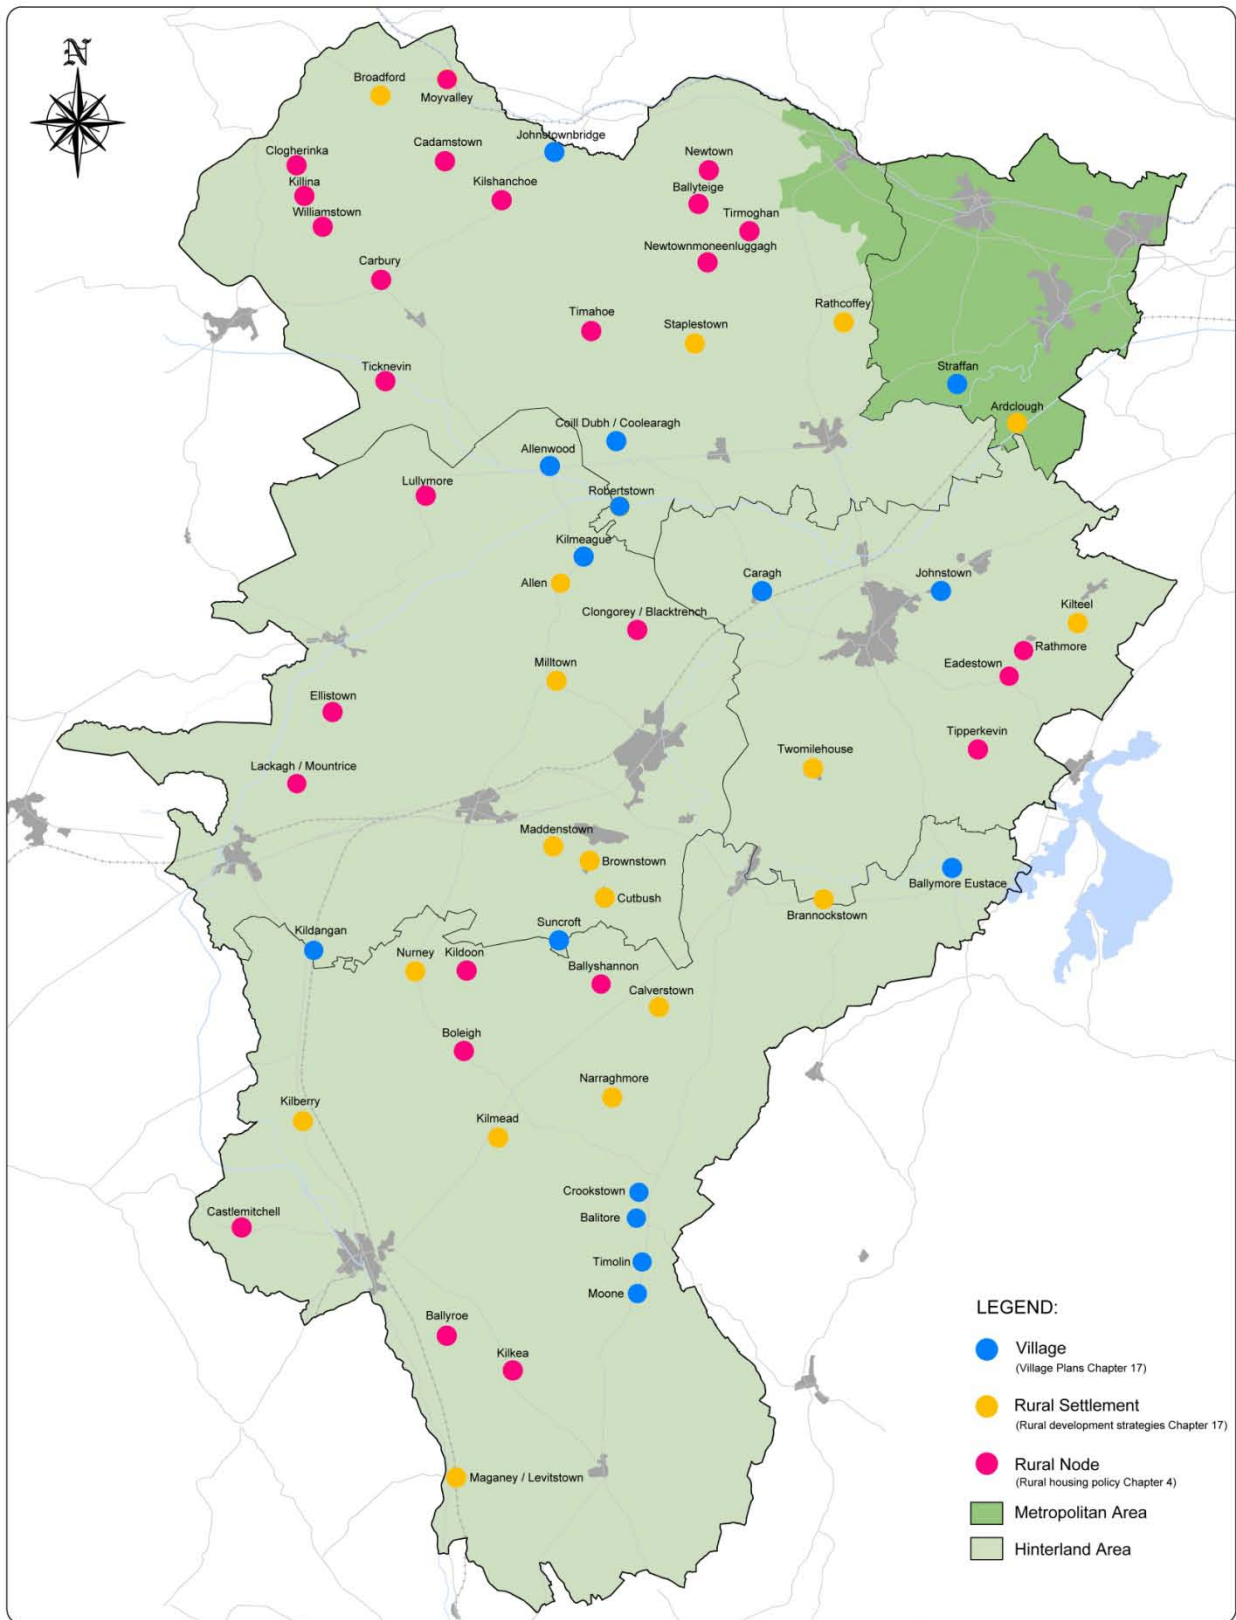 N
Broadford
Moyvalley
Johnstownbridge
Clogherinka
Cadamstown
Newtown
Killina
Kilshanchoe
Ballyteige
Williamstown
Tirmoghan
Newtownmoneenluggagh
Carbury
Timahoe
Staplestown
Rathcoffey
Ticknevin
Straffan
Ardclough
Coill Dubh / Coolearagh
Allenwood
Lullymore
Robertstown
Kilmeague
Allen
Caragh
Johnstown
Clongorey / Blacktrench
Kilteel
Rathmore
Eadestown
Milltown
Ellistown
Tipperkevin
Twomilehouse
Lackagh / Mountrice
Maddenstown
Brownstown
Ballymore Eustace
Cutbush
Brannockstown
Suncroft
Kildangan
Nurney
Kildoon
Ballyshannon
Calverstown
Boleigh
Narraghmore
Kilberry
Kilmead
Crookstown
Castlemitchell
Balitore
Timolin
Moone
Ballyroe
Kilkea
Maganey / Levitstown
LEGEND:
Village
(Village Plans Chapter 17)
Rural Settlement
(Rural development strategies Chapter 17)
Rural Node
(Rural housing policy Chapter 4)
Metropolitan Area
Hinterland Area